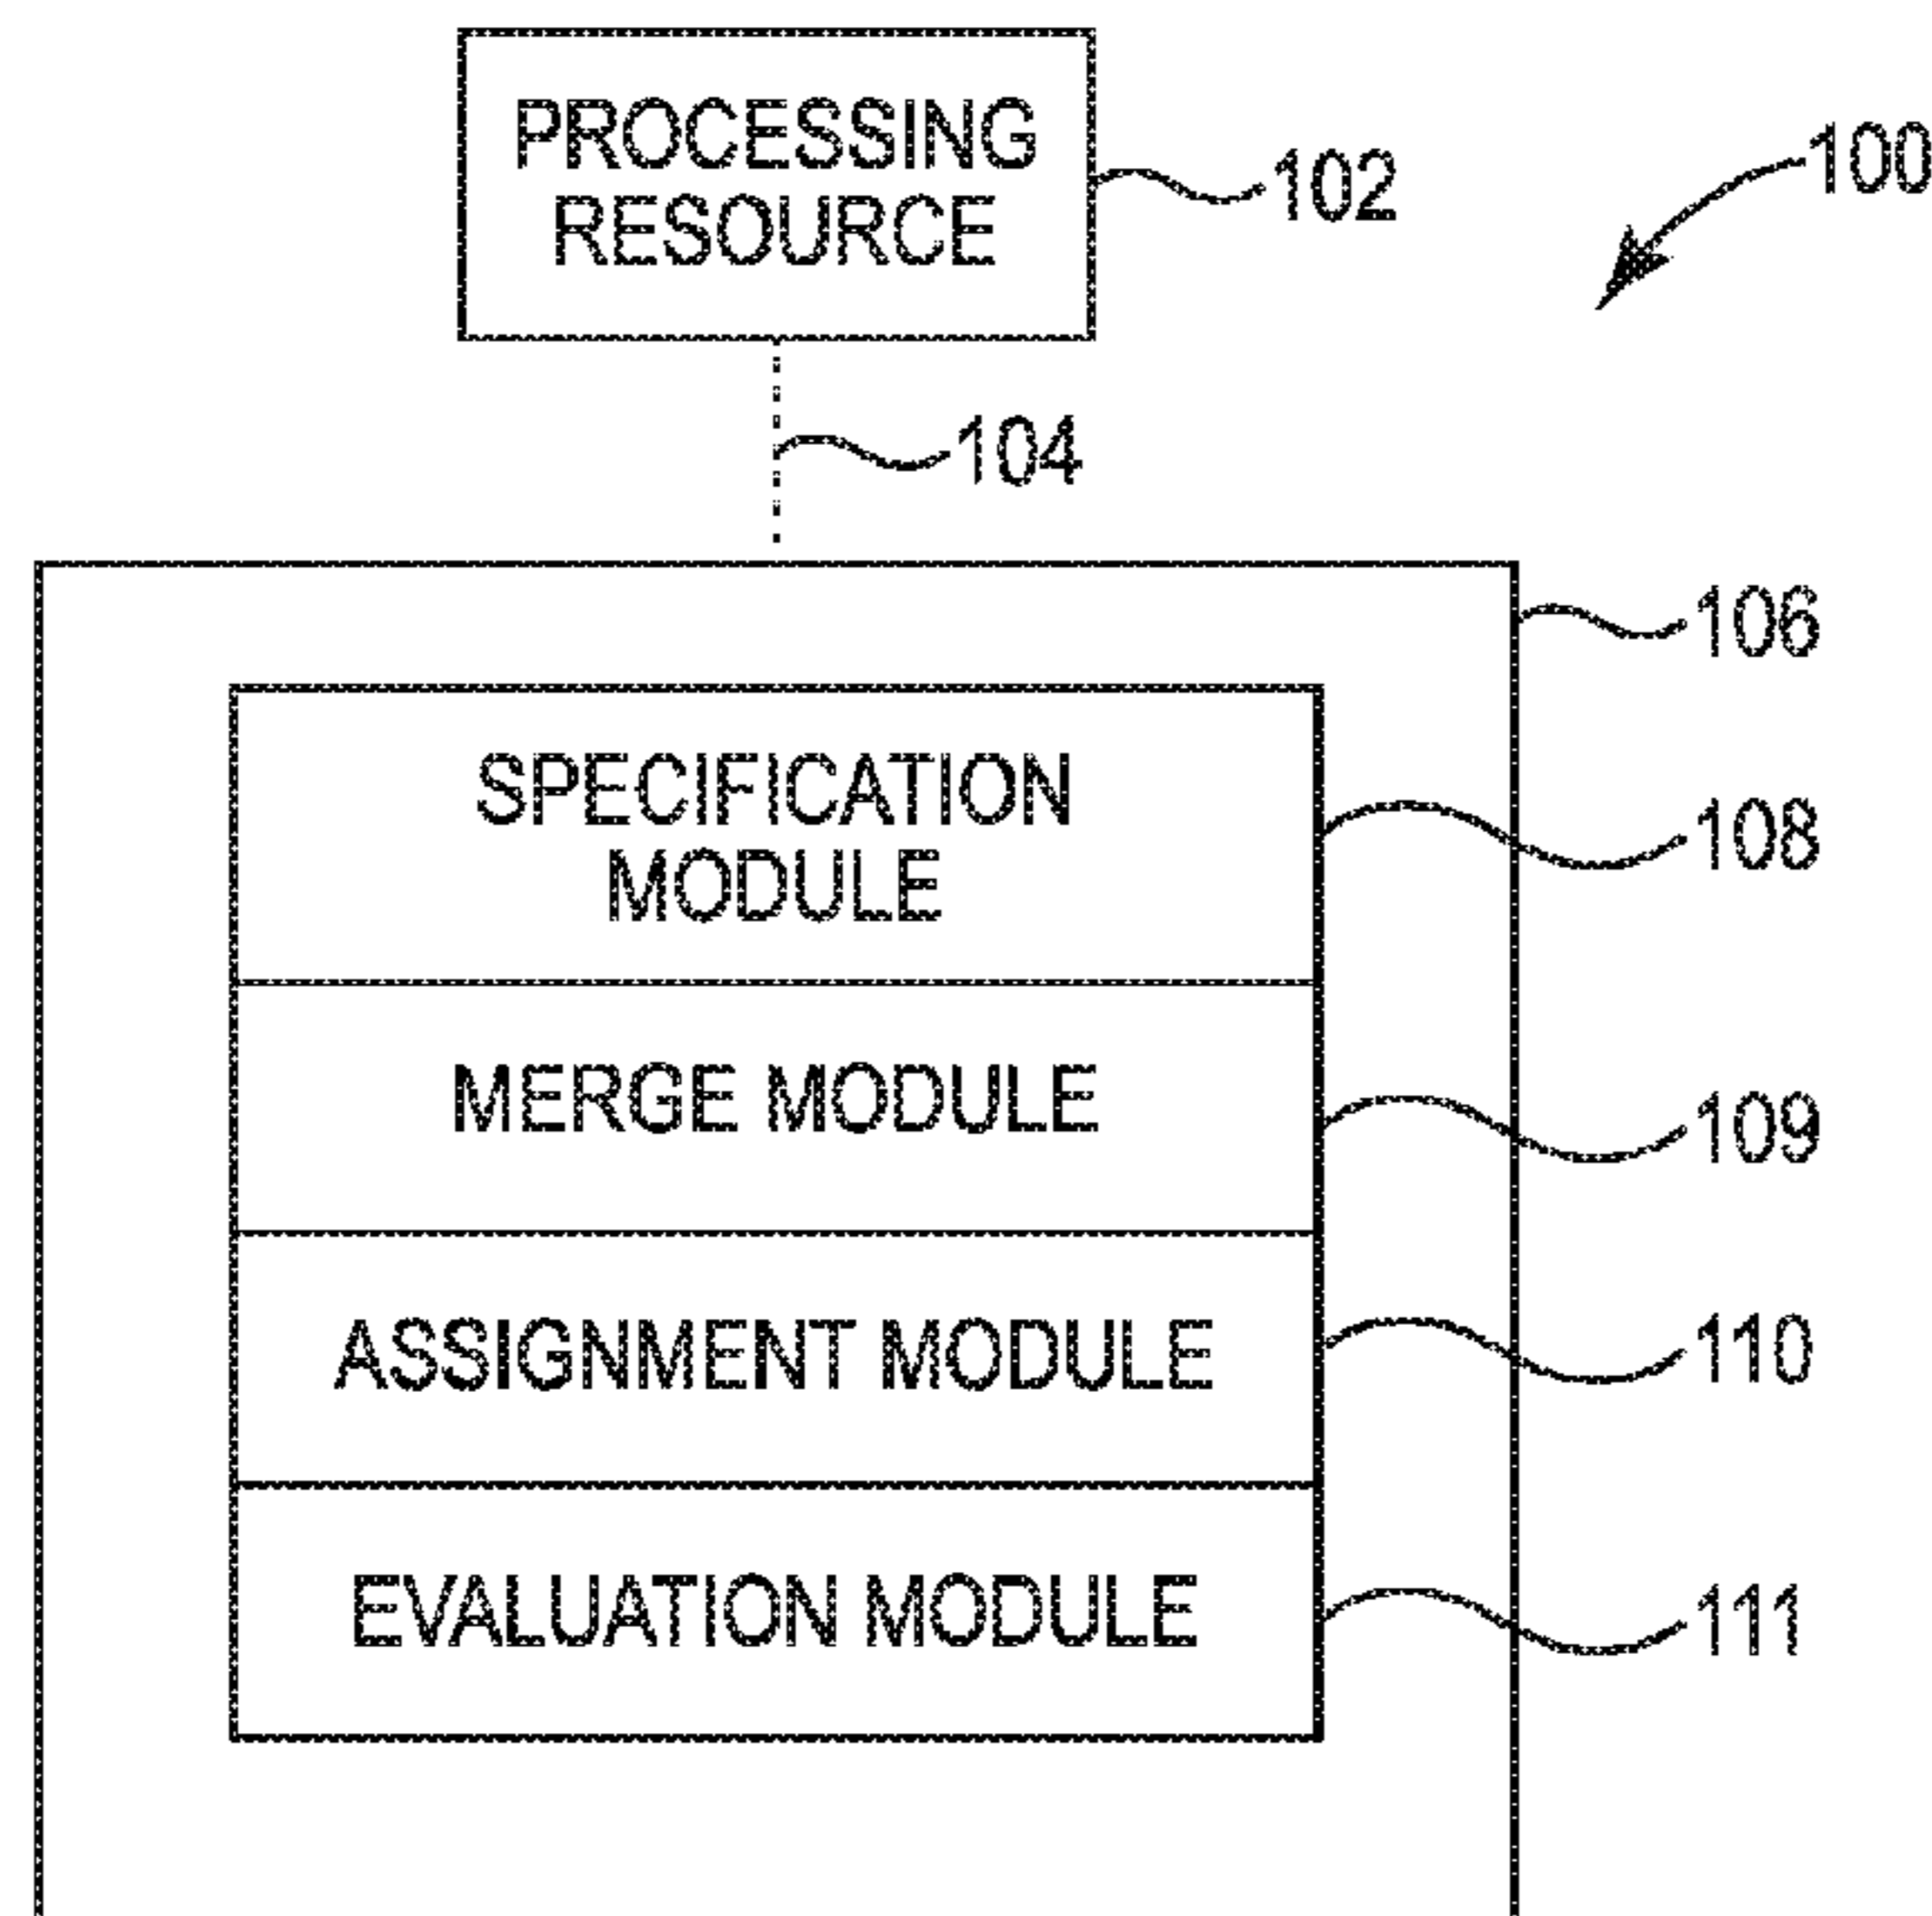 PROCESSING
RESOURCE
102
100
104
106
SPECIFICATION
MODULE
108
MERGE MODULE
109
ASSIGNMENT MODULE
110
EVALUATION MODULE
111